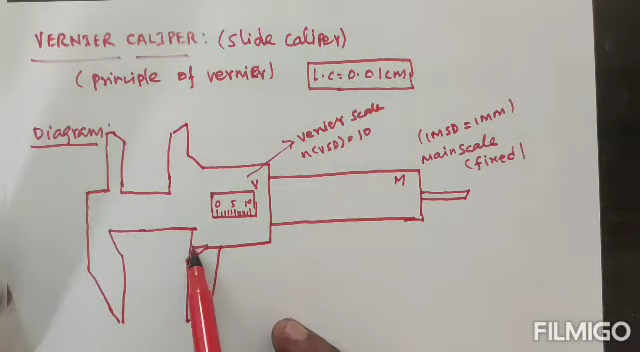 VERNIER CALIPER: (slide caliper)
(principle of vernier) l.c=0.01cm
Diagram:
vernier scale
n(VSD)=10
(1MSD=1MM)
Mainscale
(fixed)
V
M
0 5 10
FILMIGO